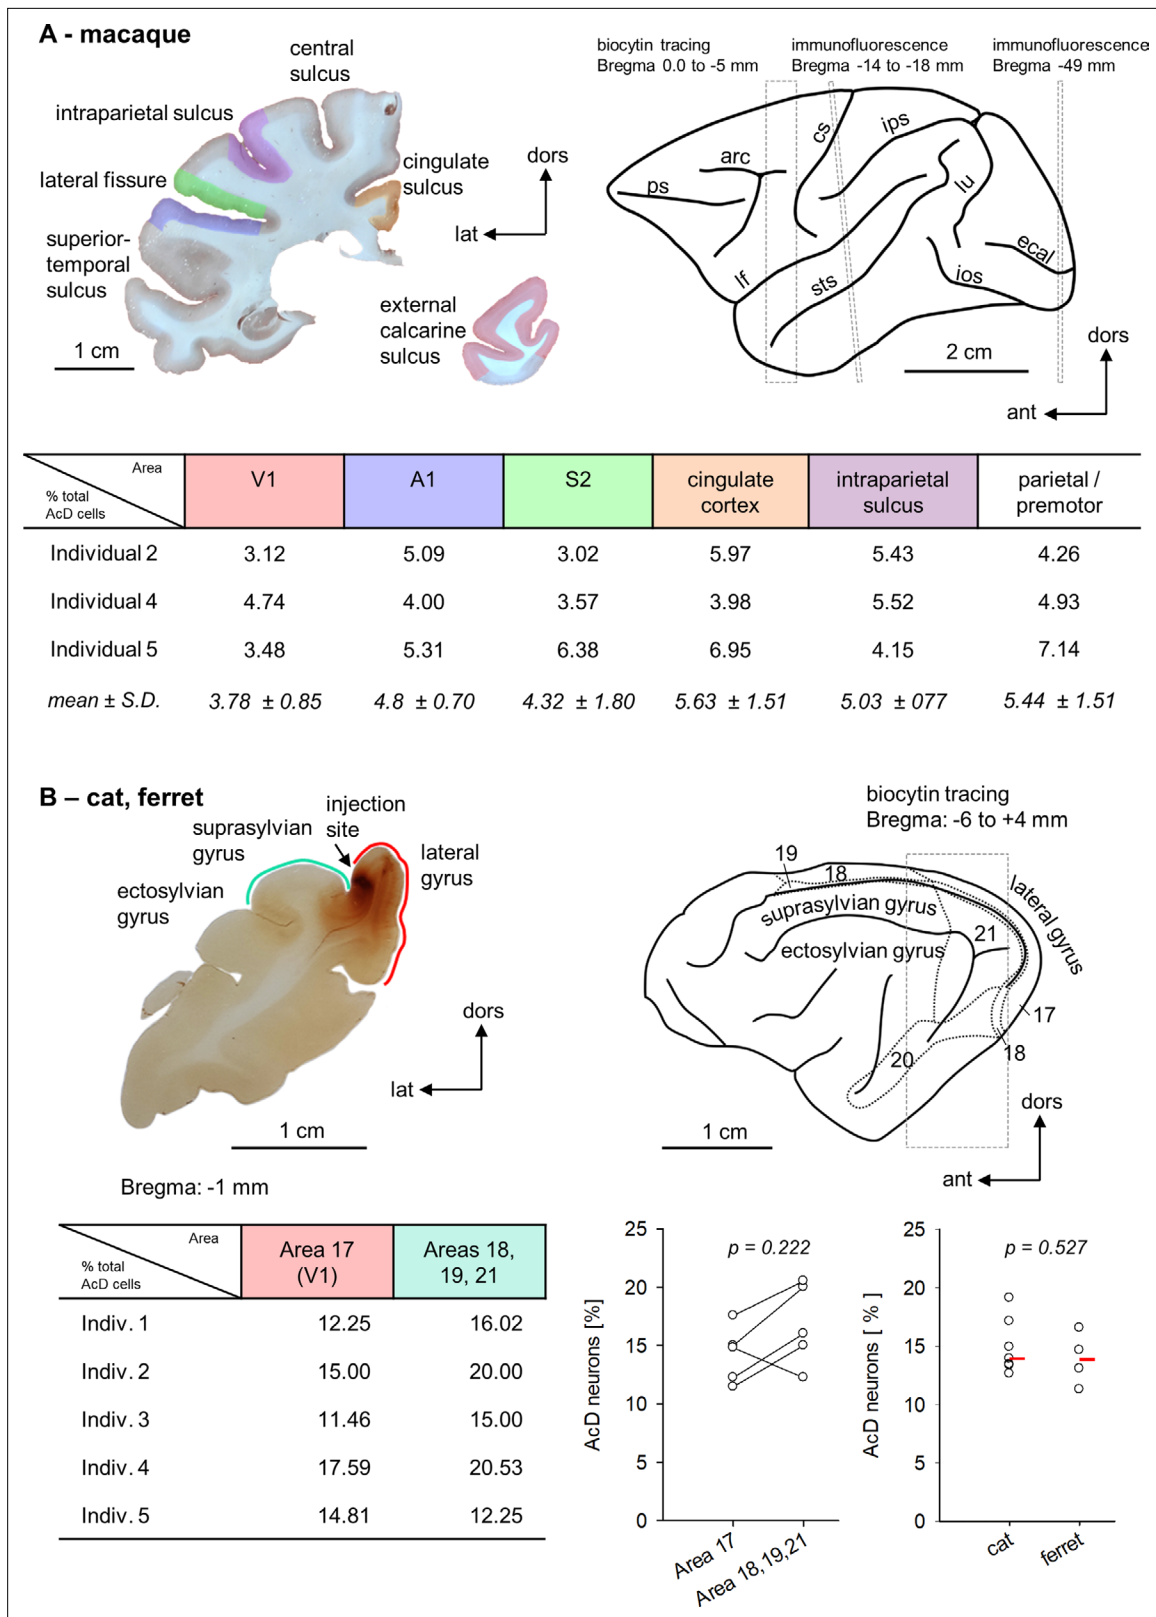 A - macaque
central
sulcus
intraparietal sulcus
lateral fissure
cingulate
sulcus
superior-
temporal
sulcus
dors
lat
external
calcarine
sulcus
1 cm
biocytin tracing
Bregma 0.0 to -5 mm
immunofluorescence
Bregma -14 to -18 mm
immunofluorescence
Bregma -49 mm
cs
ips
arc
ps
lu
lf
sts
ecal
ios
2 cm
dors
ant
Area
% total
AcD cells
V1
A1
S2
cingulate
cortex
intraparietal
sulcus
parietal /
premotor
Individual 2 3.12 5.09 3.02 5.97 5.43 4.26
Individual 4 4.74 4.00 3.57 3.98 5.52 4.93
Individual 5 3.48 5.31 6.38 6.95 4.15 7.14
mean ± S.D. 3.78 ± 0.85 4.8 ± 0.70 4.32 ± 1.80 5.63 ± 1.51 5.03 ± 077 5.44 ± 1.51
B – cat, ferret
injection
site
suprasylvian
gyrus
lateral
gyrus
ectosylvian
gyrus
dors
lat
1 cm
Bregma: -1 mm
biocytin tracing
Bregma: -6 to +4 mm
19
18
suprasylvian gyrus
lateral gyrus
ectosylvian gyrus
21
17
18
20
1 cm
dors
ant
Area
% total
AcD cells
Area 17
(V1)
Areas 18,
19, 21
Indiv. 1 12.25 16.02
Indiv. 2 15.00 20.00
Indiv. 3 11.46 15.00
Indiv. 4 17.59 20.53
Indiv. 5 14.81 12.25
AcD neurons [%]
25
20
15
10
5
0
p = 0.222
Area 17
Area 18,19,21
AcD neurons [ % ]
25
20
15
10
5
0
p = 0.527
cat
ferret